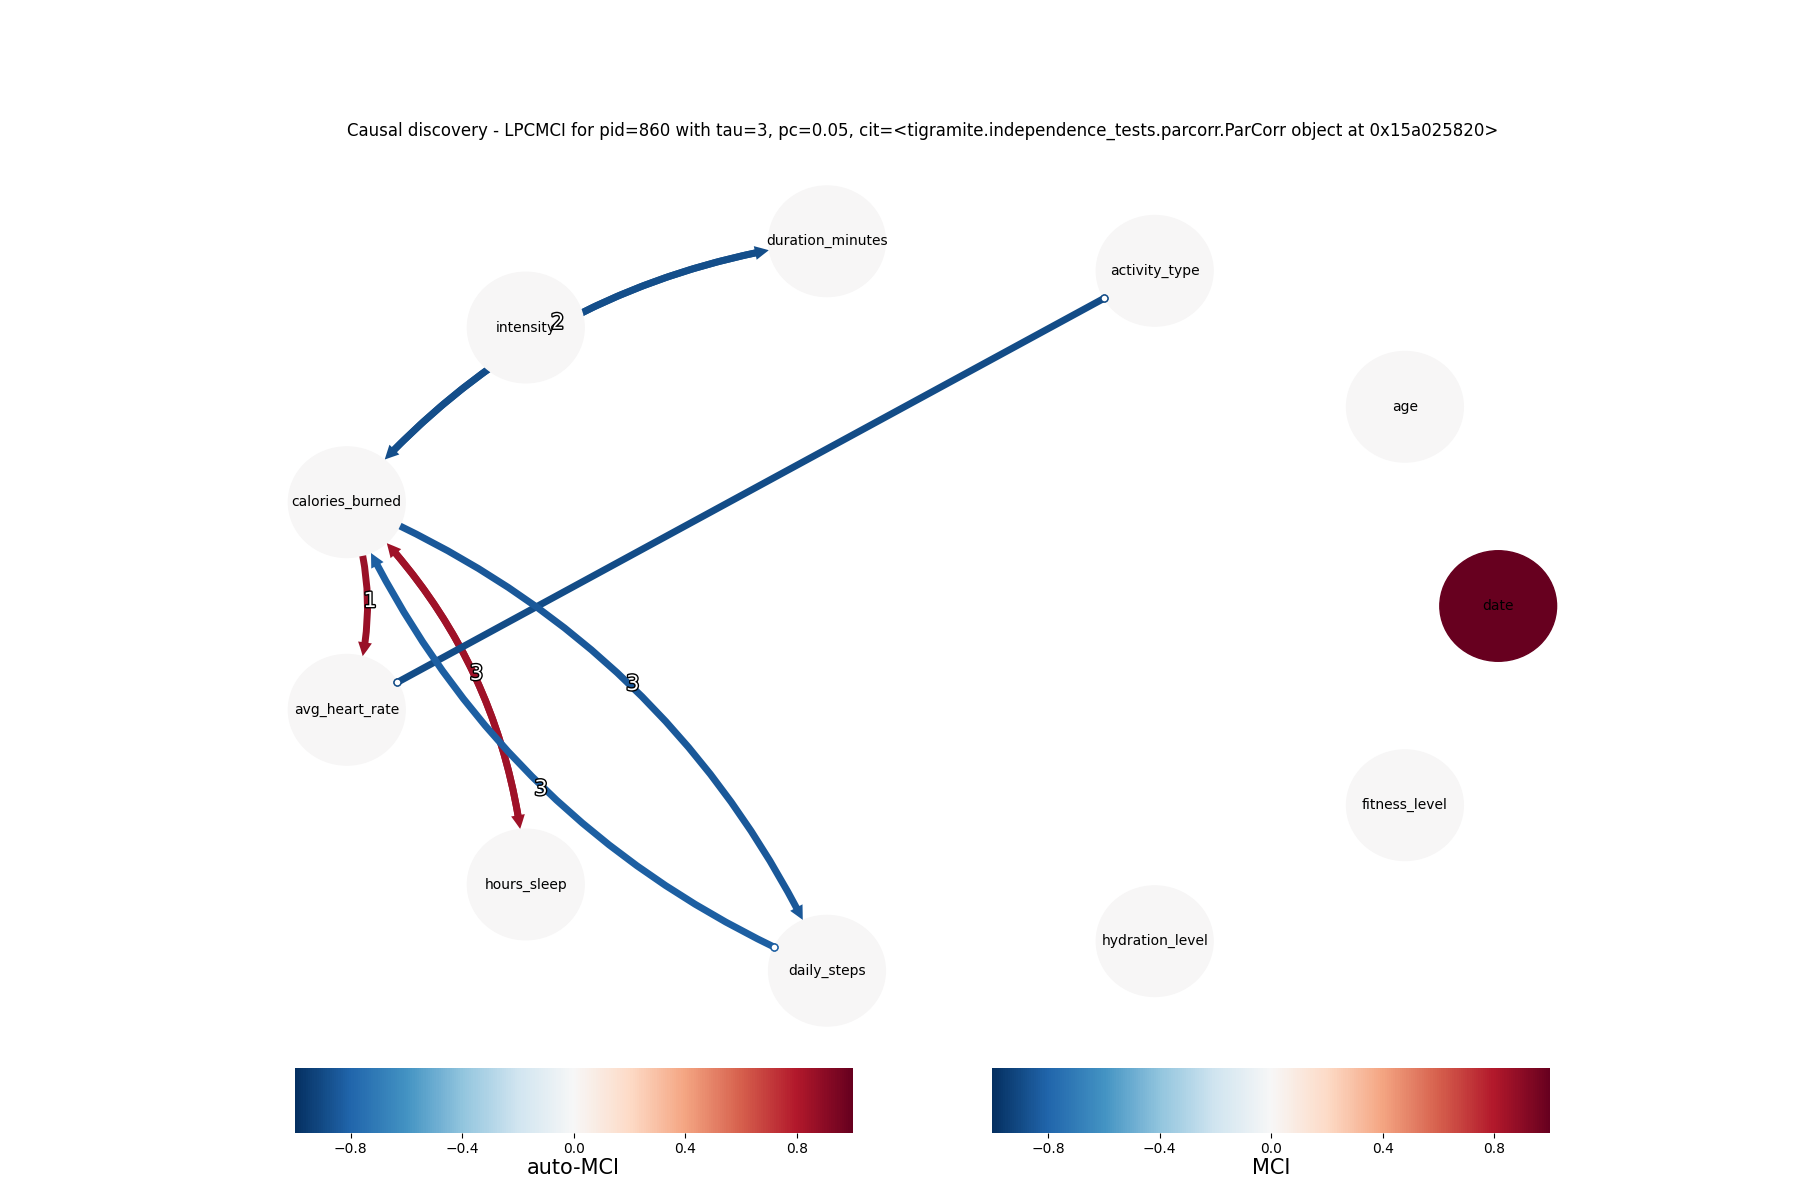 Causal discovery - LPCMCI for pid=860 with tau=3, pc=0.05, cit=<tigramite.independence_tests.parcorr.ParCorr object at 0x15a025820>
duration_minutes
activity_type
intensity
2
age
calories_burned
1
date
3
3
avg_heart_rate
3
fitness_level
hours_sleep
hydration_level
daily_steps
−0.8 −0.4 0.0 0.4 0.8
auto-MCI
−0.8 −0.4 0.0 0.4 0.8
MCI